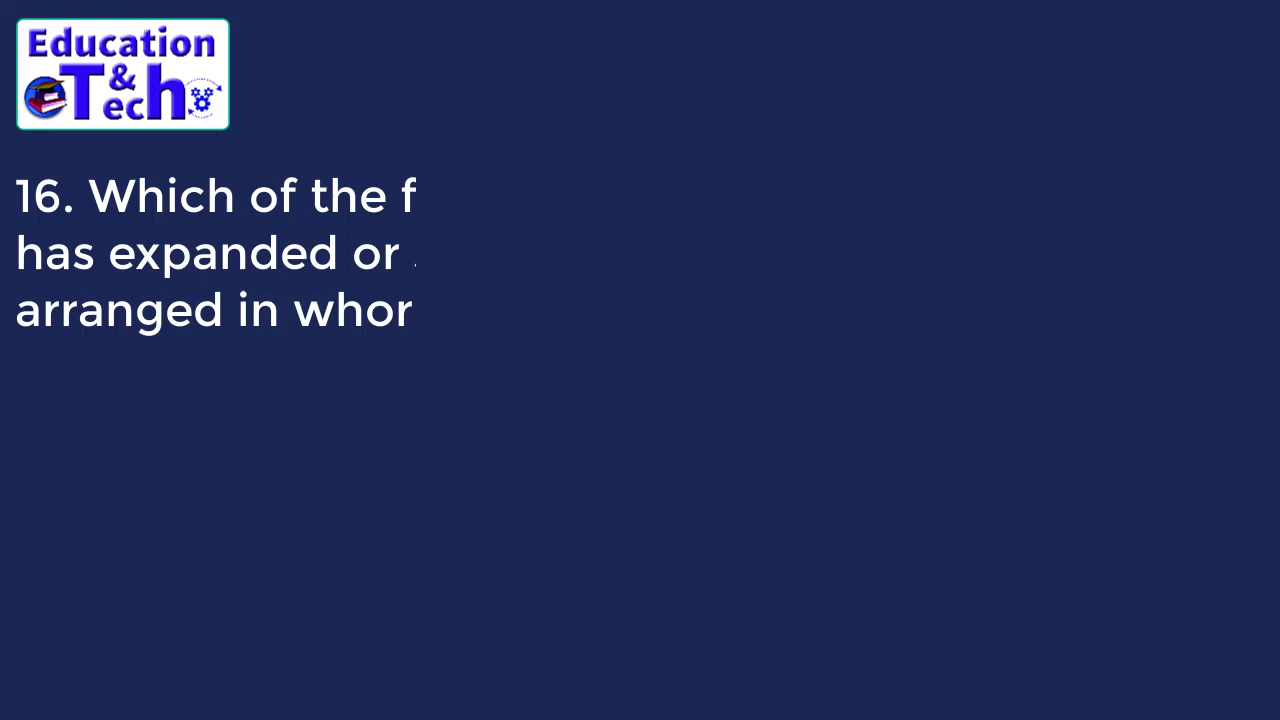 Education
& Tech
16. Which of the f
has expanded or
arranged in whor